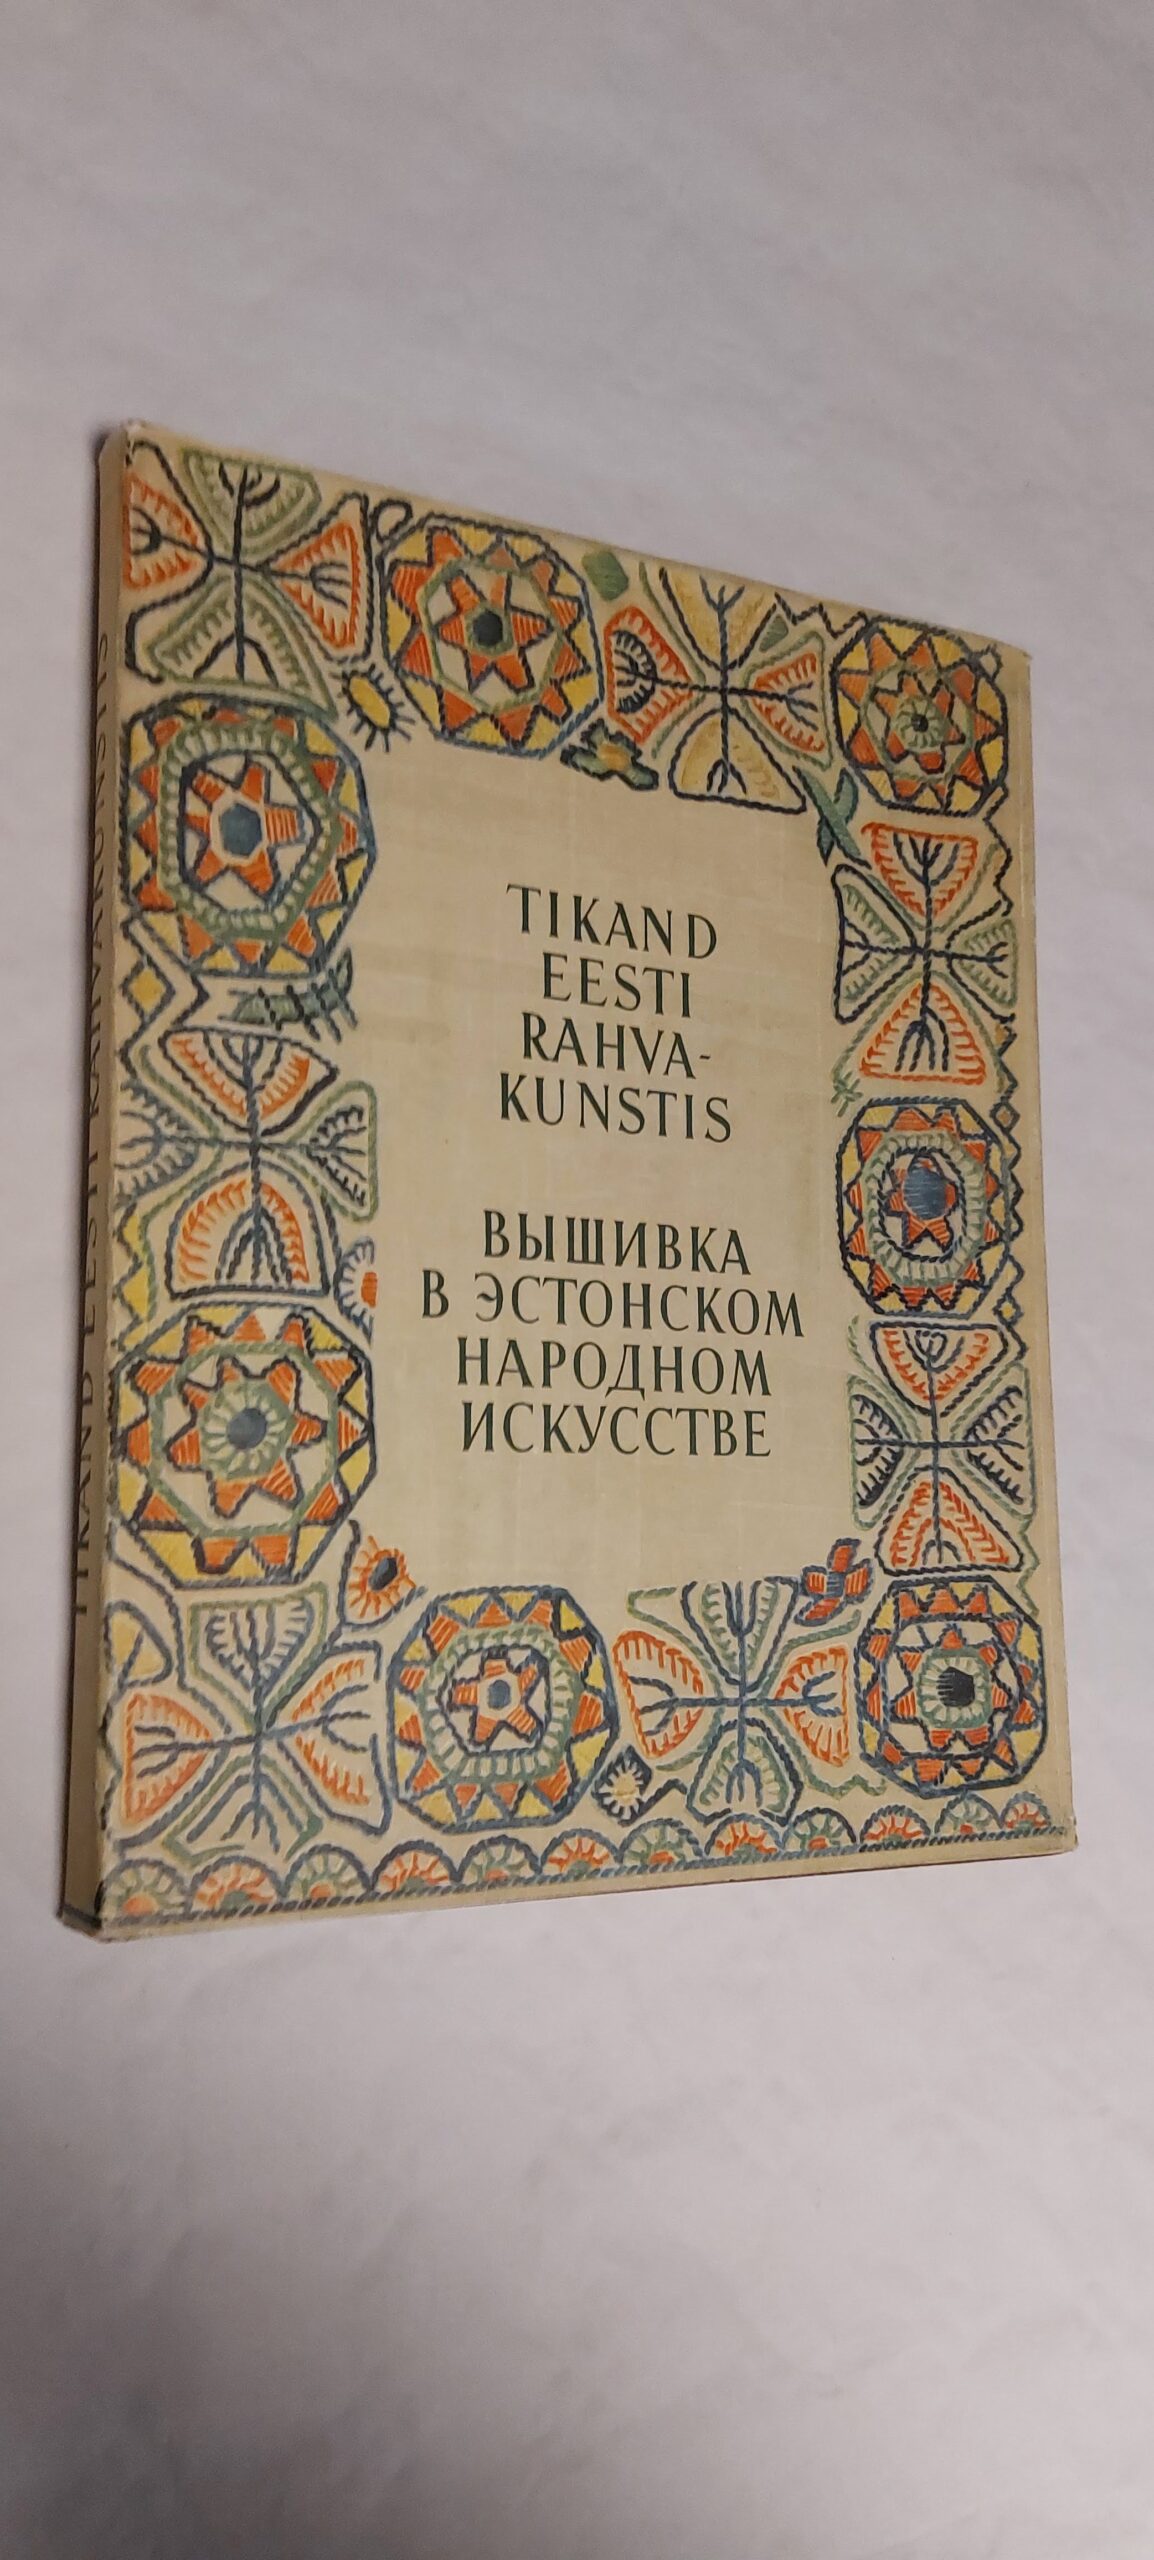 TIKAND
EESTI
RAHVA-
KUNSTIS
ВЫШИВКА
В ЭСТОНСКОМ
НАРОДНОМ
ИСКУССТВЕ
TIKAND EESTI RAHVAKUNSTIS